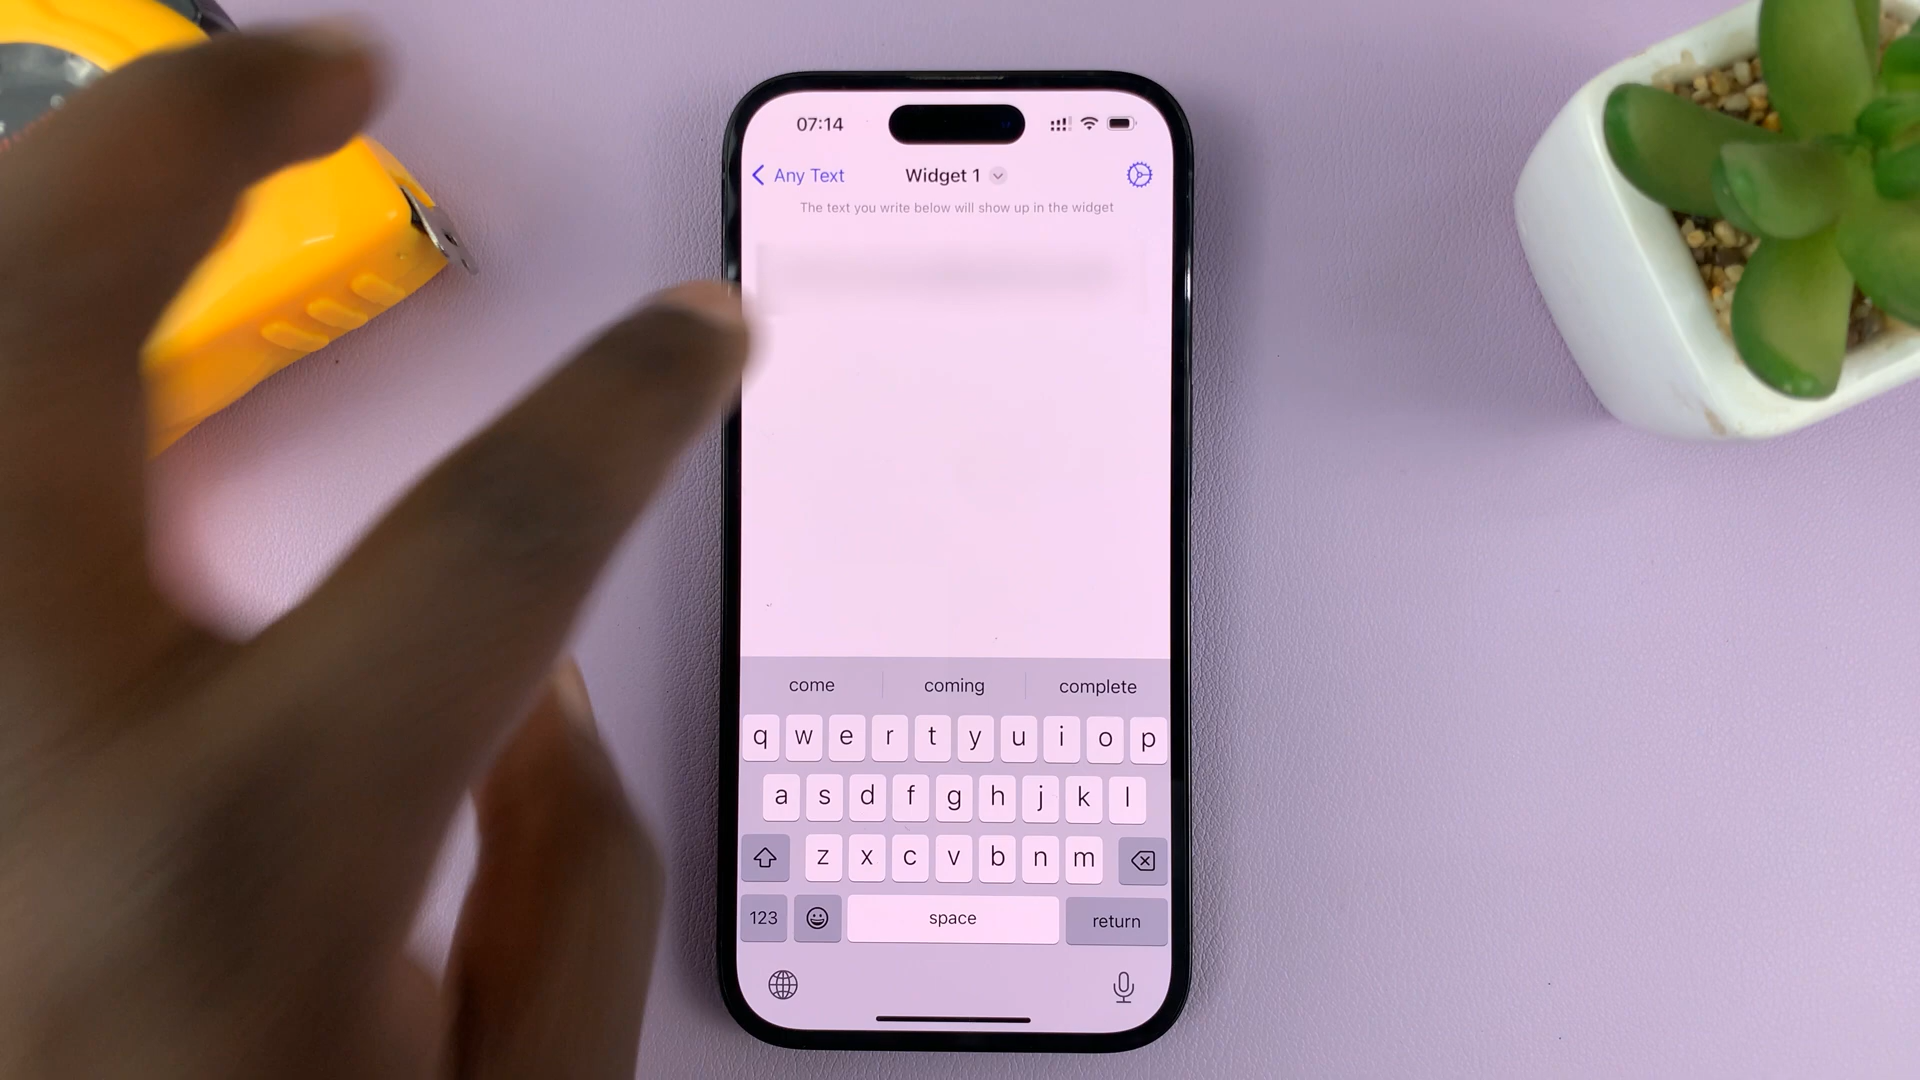 07:14
Any Text
Widget 1
The text you write below will show up in the widget
come coming complete
q w e r t y u i o p
a s d f g h j k l
z x c v b n m
123 space return